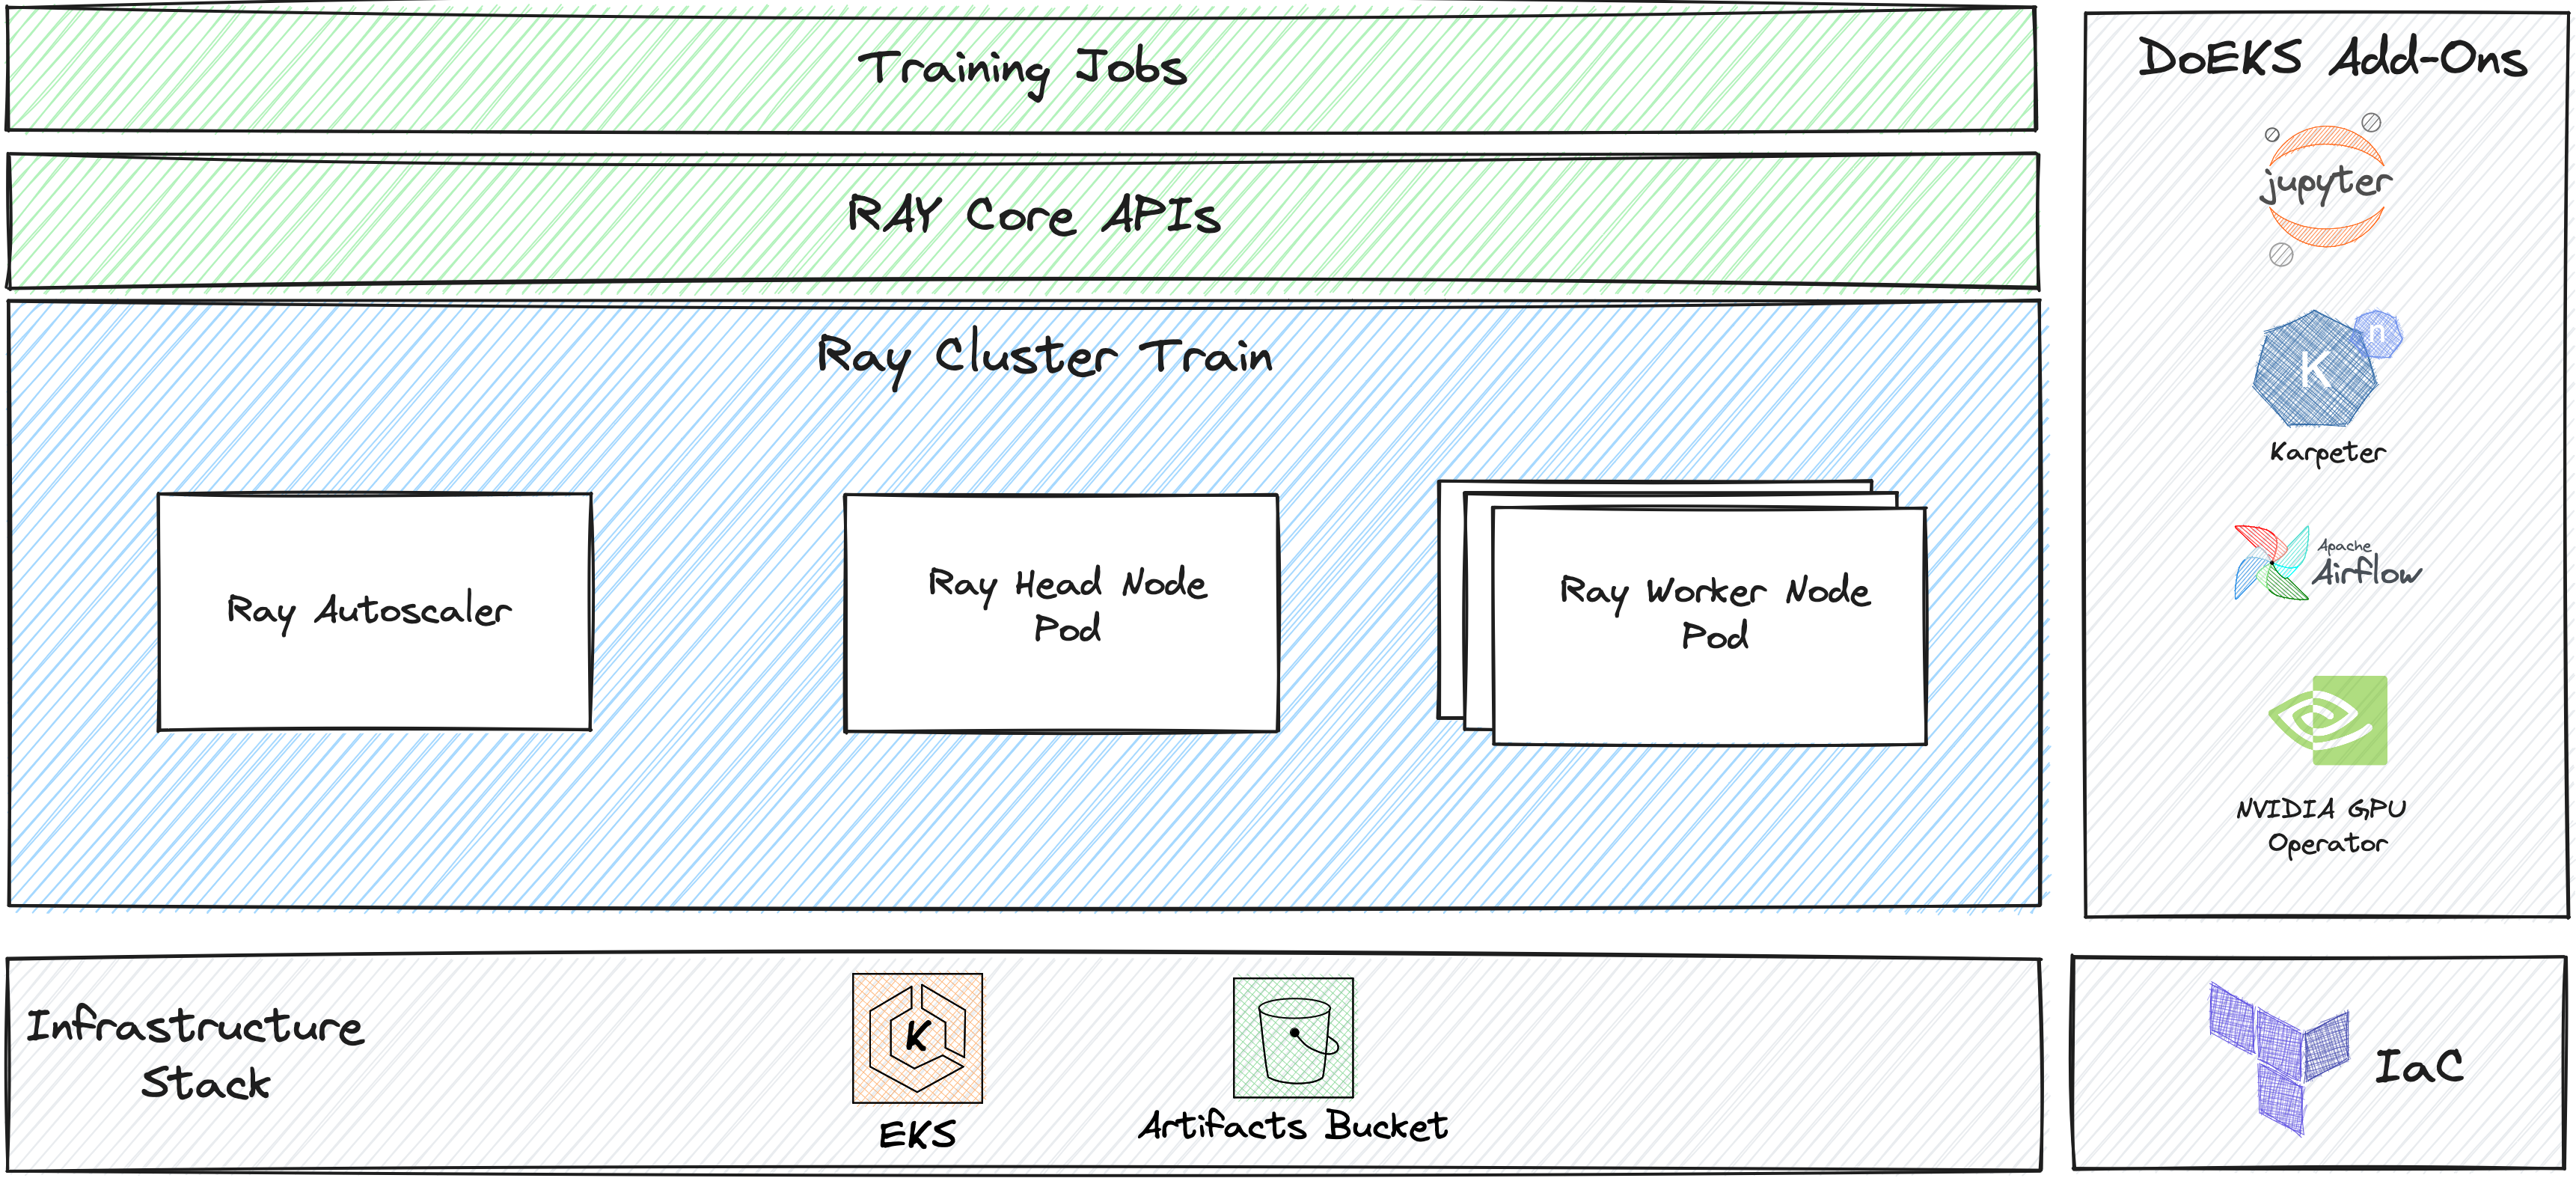 Training Jobs
RAY Core APIs
Ray Cluster Train
Ray Autoscaler
Ray Head Node
Pod
Ray Worker Node
Pod
Infrastructure
Stack
K
EKS
Artifacts Bucket
DoEKS Add-Ons
jupyter
n
K
Karpeter
Apache
Airflow
NVIDIA GPU
Operator
IaC